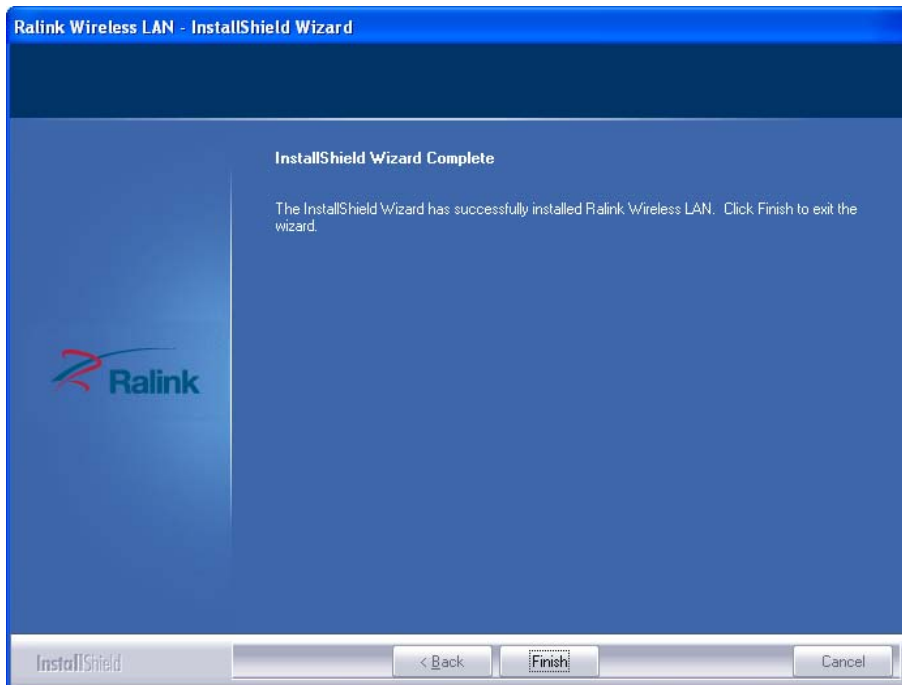 Ralink Wireless LAN - InstallShield Wizard
InstallShield Wizard Complete
The InstallShield Wizard has successfully installed Ralink Wireless LAN. Click Finish to exit the
wizard.
Ralink
InstallShield
< Back
Finish
Cancel